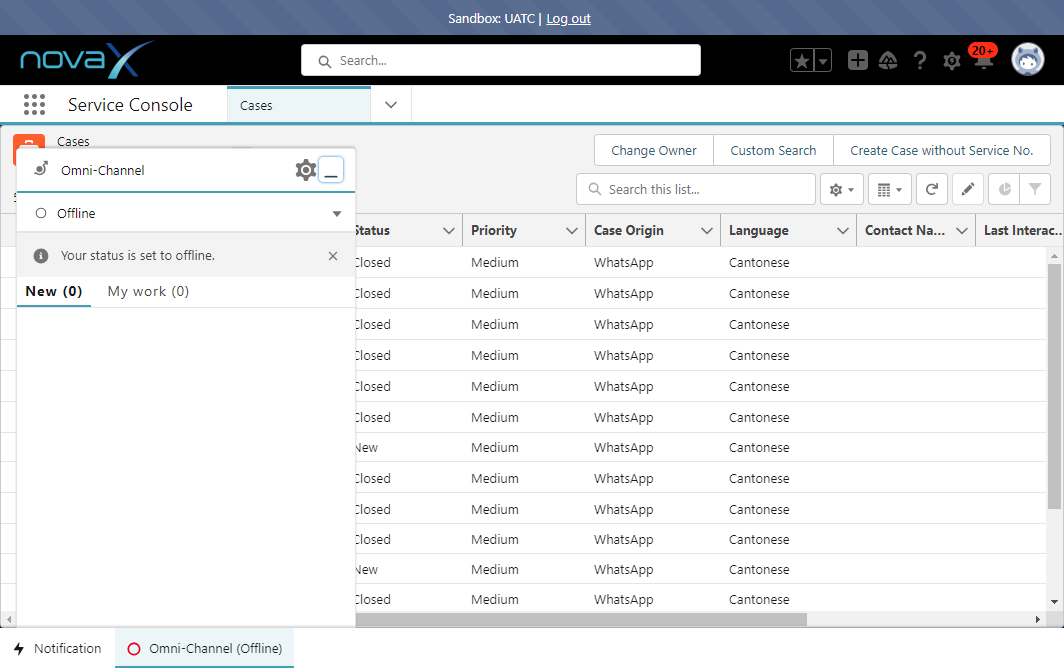 Sandbox: UATC | Log out
novaX
Search...
20+
Service Console
Cases
Cases
Change Owner
Custom Search
Create Case without Service No.
Omni-Channel
Search this list...
Offline
Status Priority Case Origin Language Contact Na... Last Interac...
Your status is set to offline.
New (0) My work (0)
Closed Medium WhatsApp Cantonese
Closed Medium WhatsApp Cantonese
Closed Medium WhatsApp Cantonese
Closed Medium WhatsApp Cantonese
Closed Medium WhatsApp Cantonese
Closed Medium WhatsApp Cantonese
New Medium WhatsApp Cantonese
Closed Medium WhatsApp Cantonese
Closed Medium WhatsApp Cantonese
Closed Medium WhatsApp Cantonese
New Medium WhatsApp Cantonese
Closed Medium WhatsApp Cantonese
Notification
Omni-Channel (Offline)